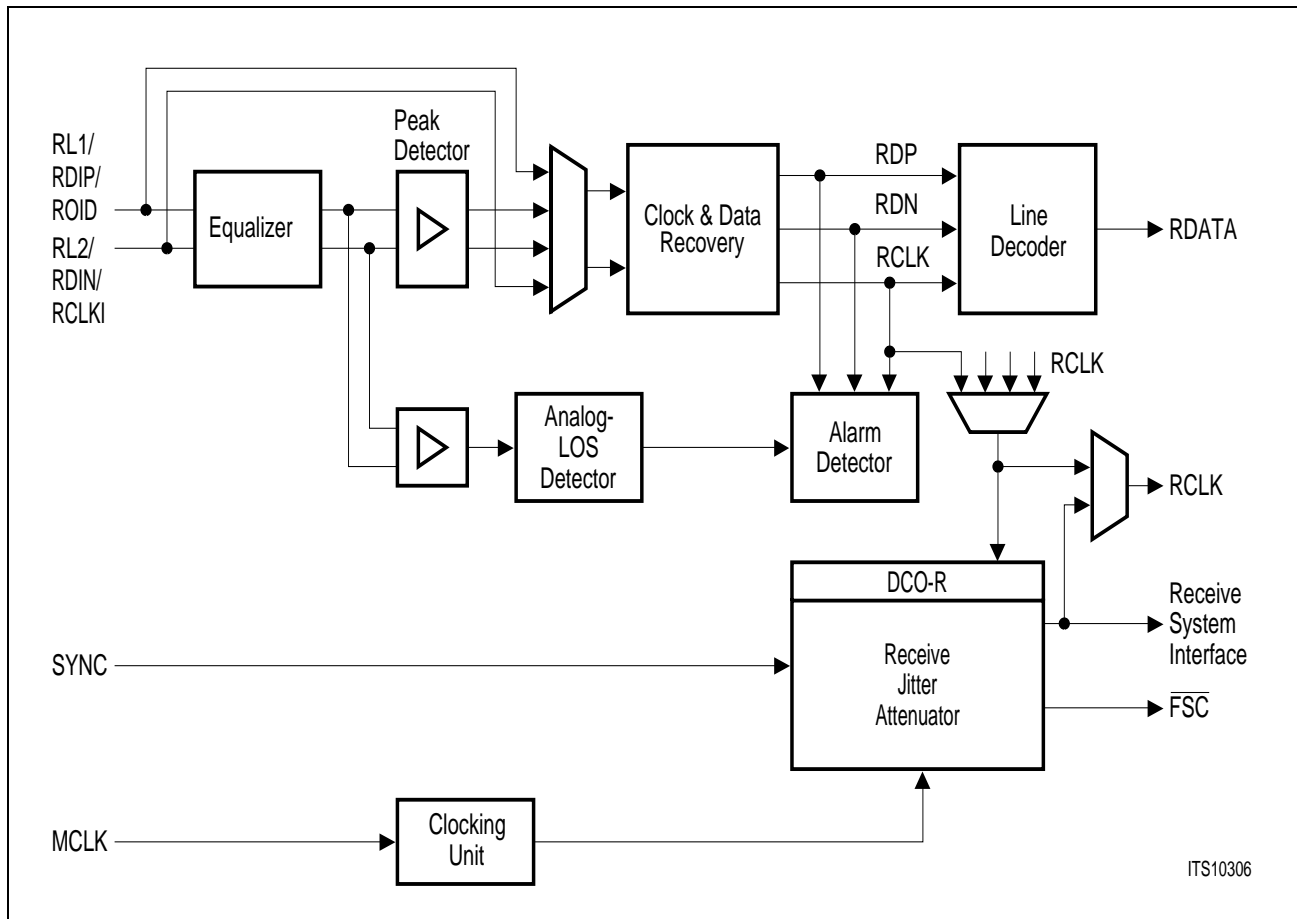 RL1/
RDIP/
ROID
RL2/
RDIN/
RCLKI
Equalizer
Peak
Detector
Clock & Data
Recovery
RDP
RDN
RCLK
Line
Decoder
RDATA
Analog-
LOS
Detector
Alarm
Detector
RCLK
RCLK
DCO-R
Receive
Jitter
Attenuator
Receive
System
Interface
FSC
SYNC
MCLK
Clocking
Unit
ITS10306